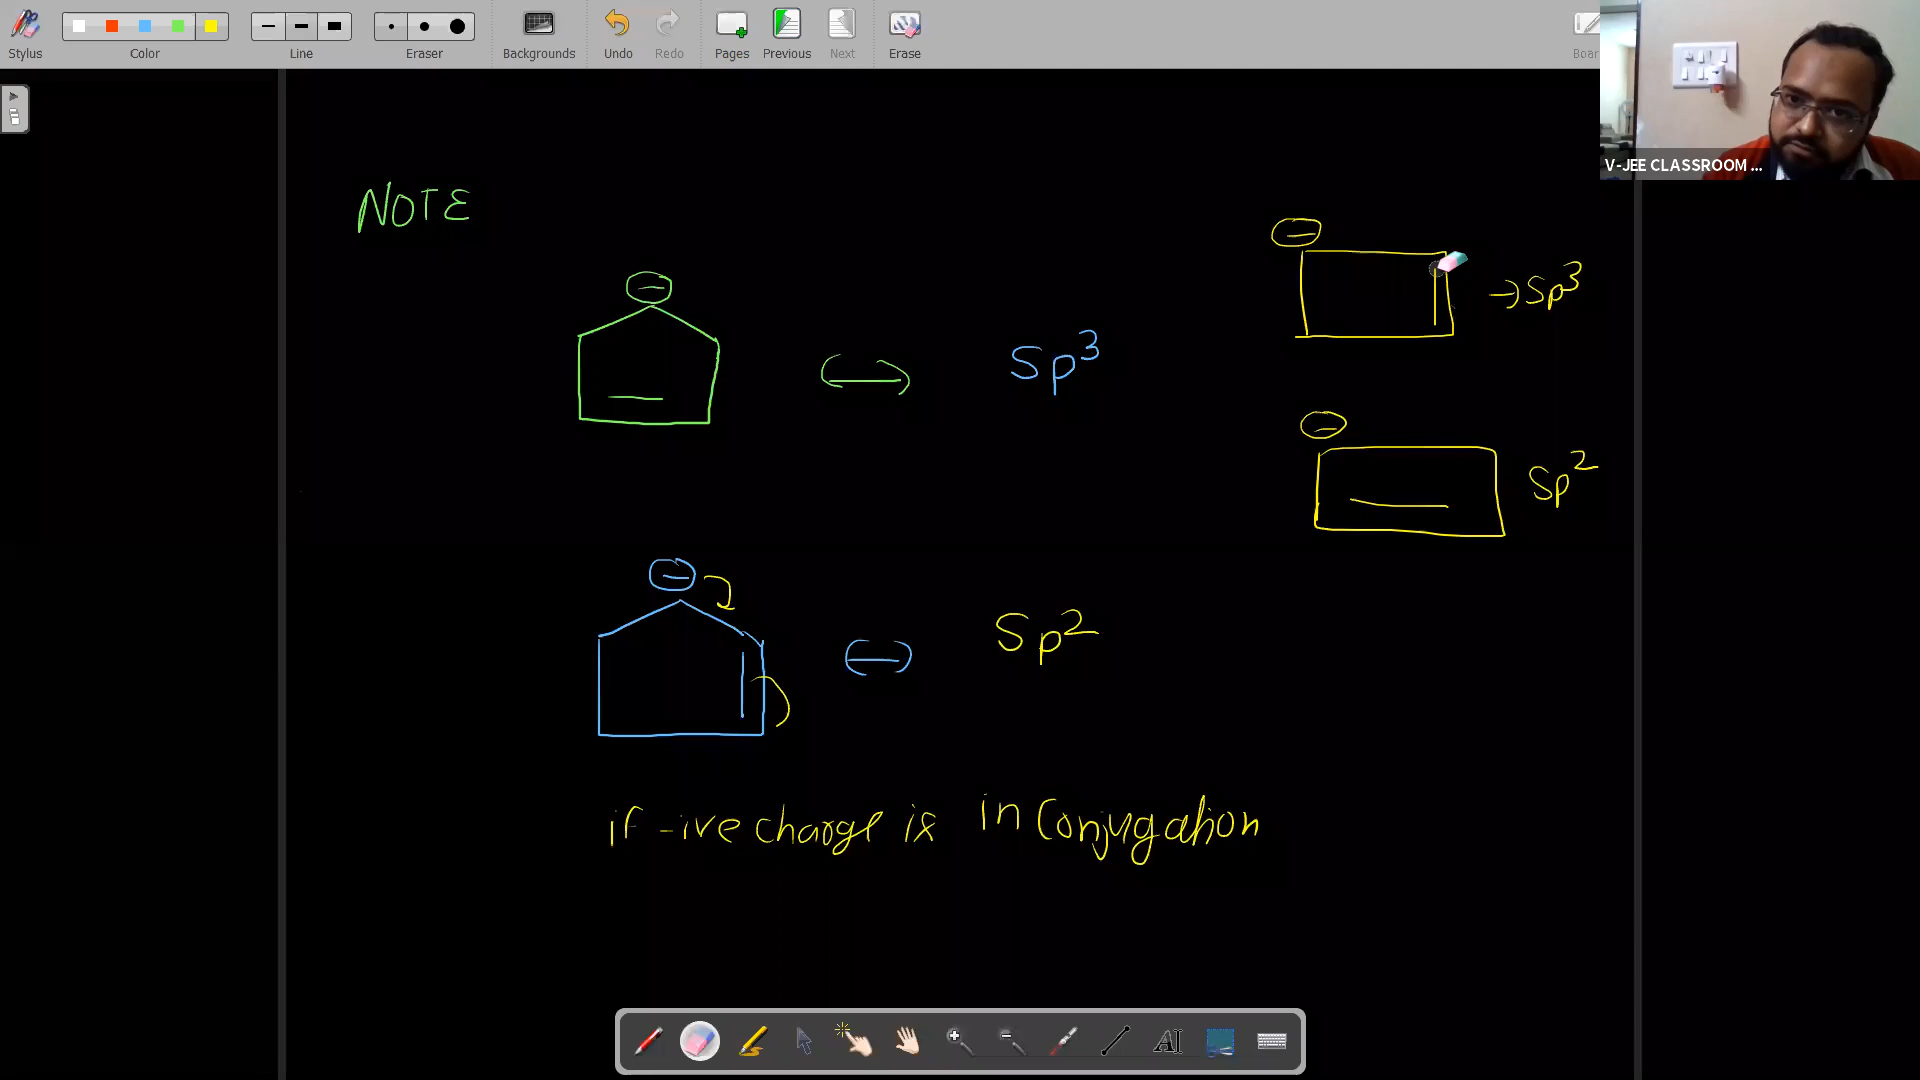 Stylus Color Line Eraser Backgrounds Undo Redo Pages Previous Next Erase
V-JEE CLASSROOM ...
NOTE
→ Sp3
Sp3
Sp2
Sp2
if -ive charge is in Conjugation